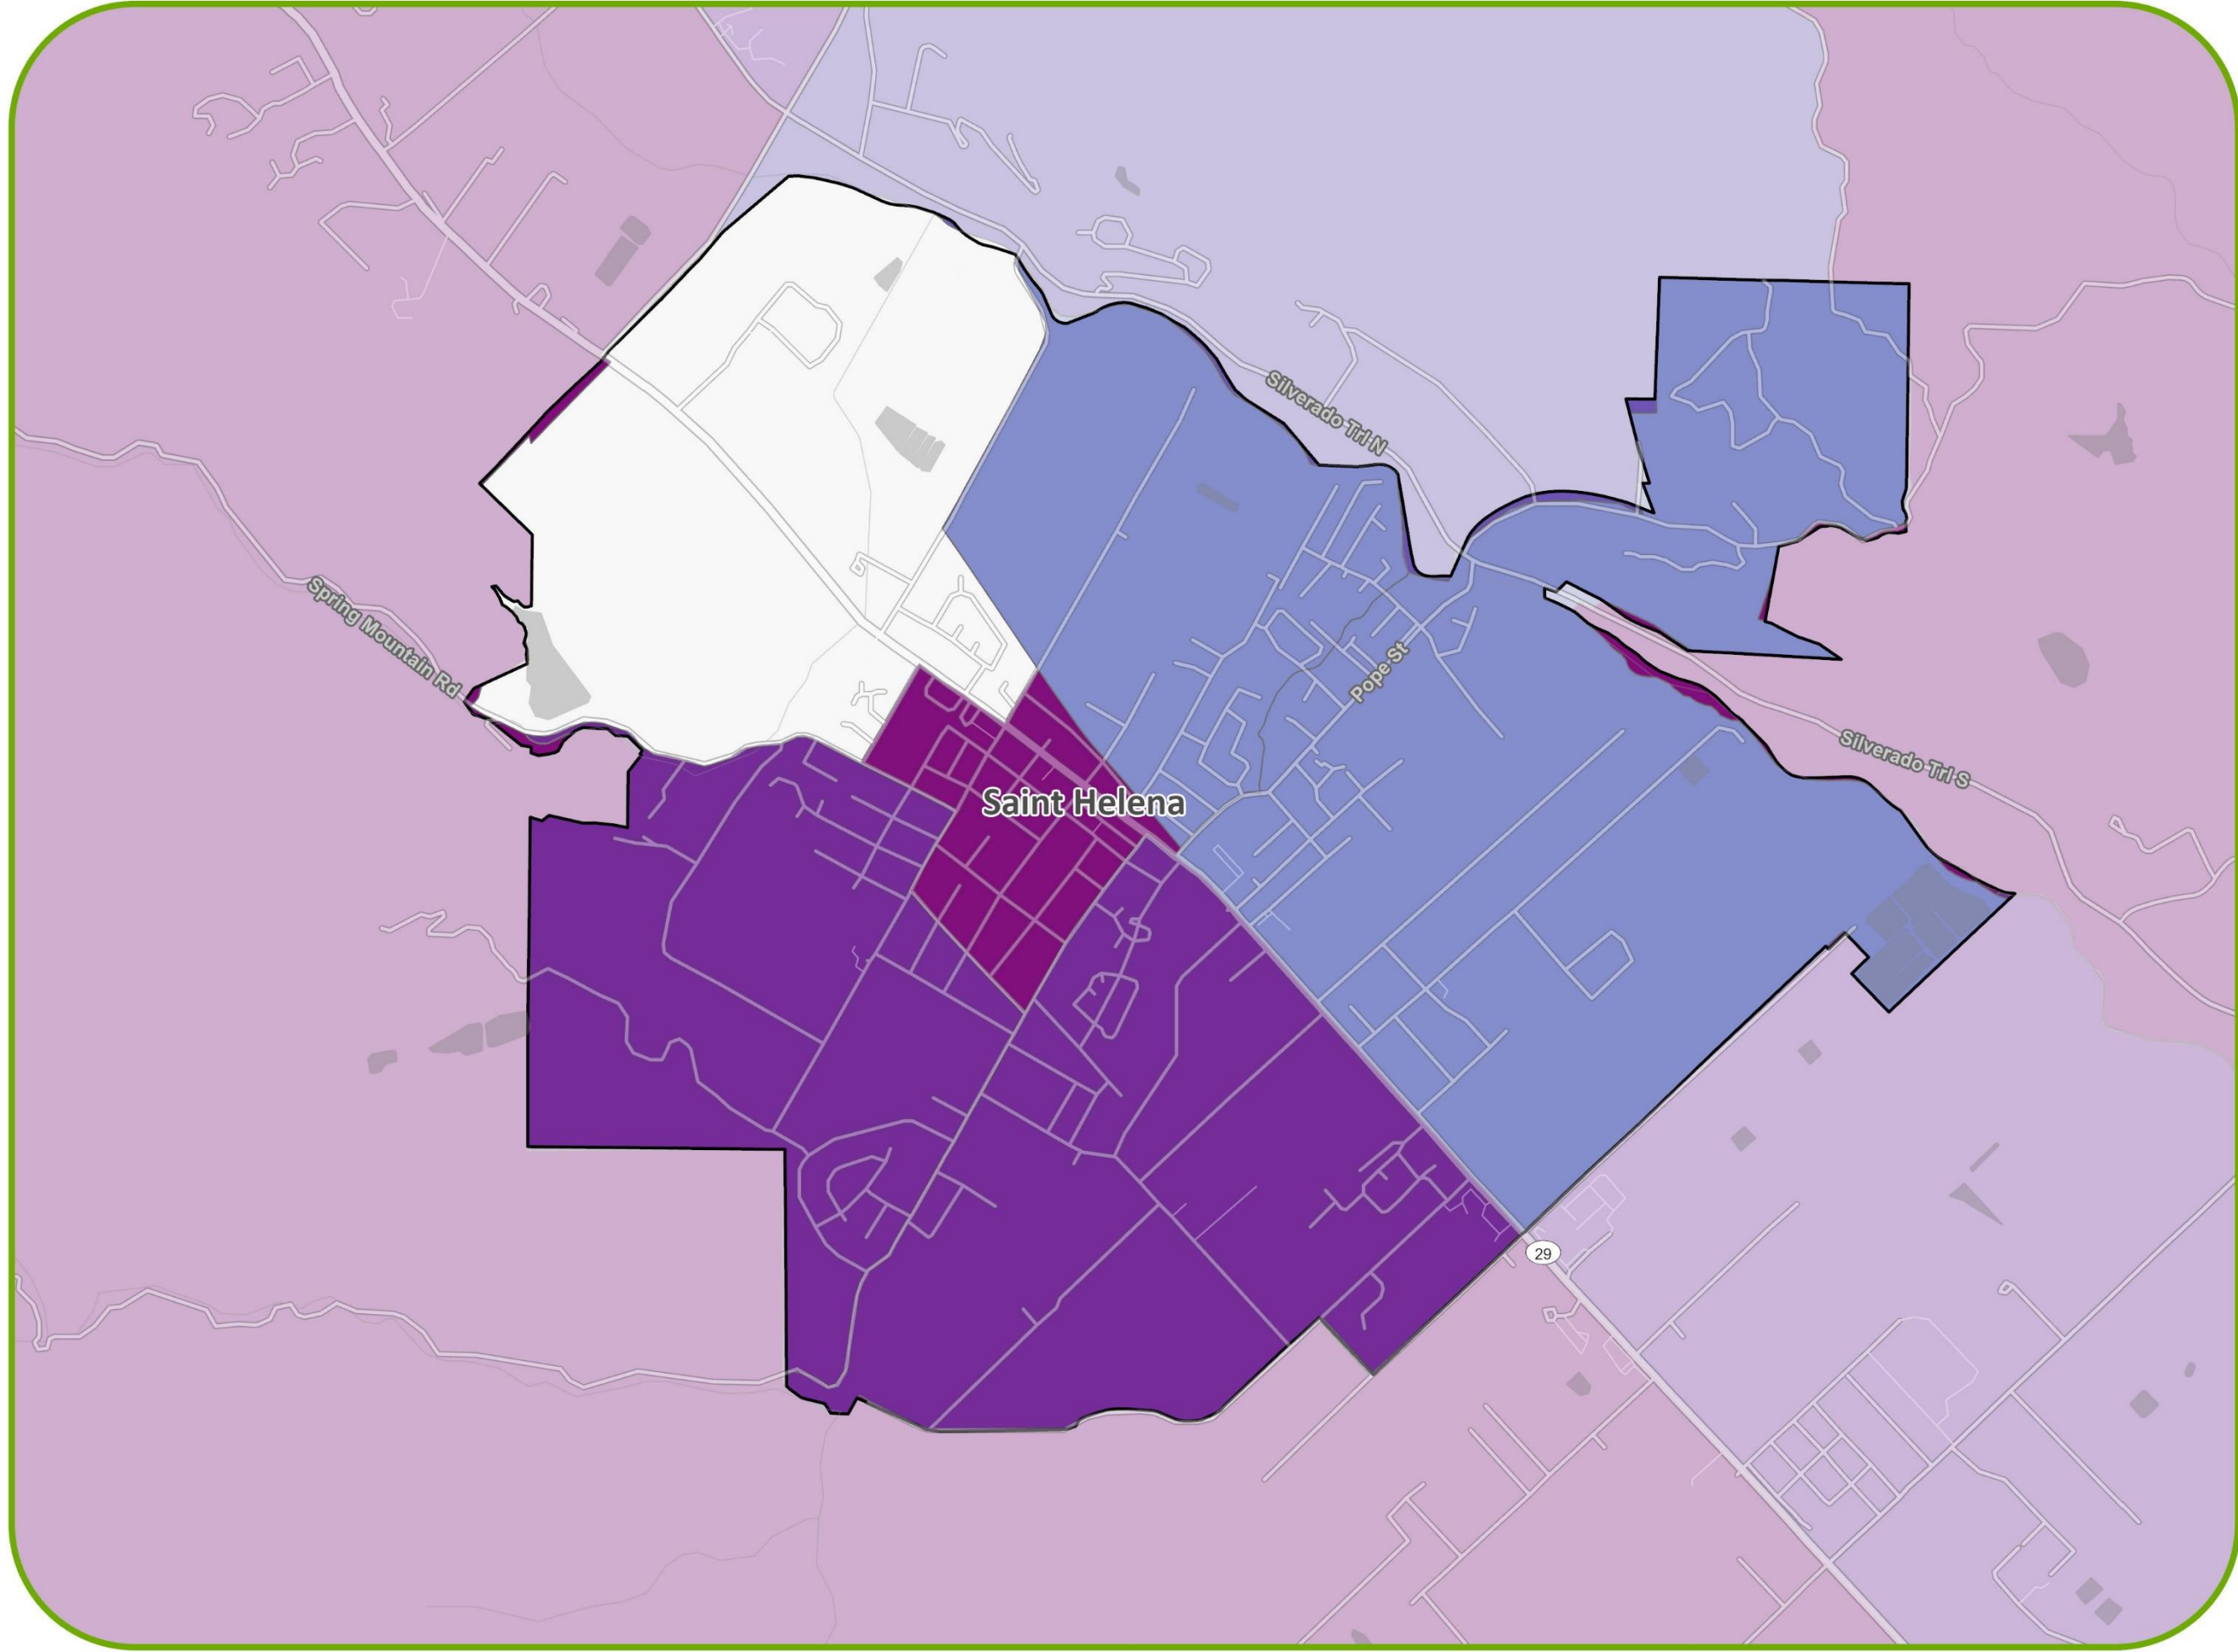 Silverado Trl N
Spring Mountain Rd
Pope St
Silverado Trl S
Saint Helena
29